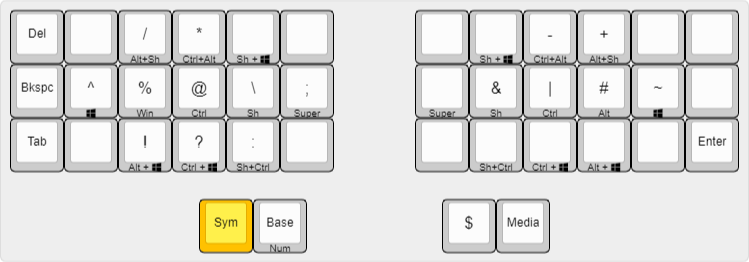 Del / * - +
Alt+Sh Ctrl+Alt Sh + Sh + Ctrl+Alt Alt+Sh
Bkspc ^ % @ \ ; & | # ~
Win Ctrl Sh Super Super Sh Ctrl Alt
Tab ! ? : Enter
Alt + Ctrl + Sh+Ctrl Sh+Ctrl Ctrl + Alt +
Sym Base $ Media
Num